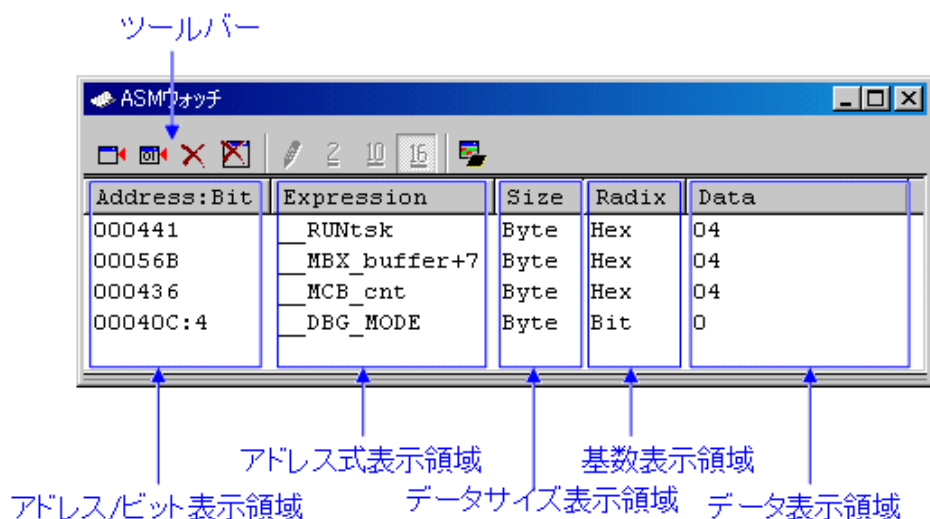 ツールバー
ASMウォッチ
01
2 10 16
Address:Bit Expression Size Radix Data
000441 __RUNtsk Byte Hex 04
00056B __MBX_buffer+7 Byte Hex 04
000436 __MCB_cnt Byte Hex 04
00040C:4 __DBG_MODE Byte Bit 0
アドレス式表示領域 基数表示領域
アドレス/ビット表示領域 データサイズ表示領域 データ表示領域